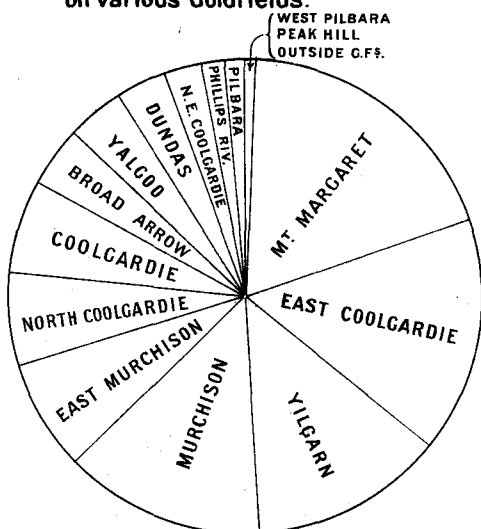 on various Goldfields.
WEST PILBARA
PEAK HILL
OUTSIDE G.FS.
MT MARGARET
EAST COOLGARDIE
YILGARN
MURCHISON
EAST MURCHISON
NORTH COOLGARDIE
COOLGARDIE
BROAD ARROW
YALGOO
DUNDAS
N.E. COOLGARDIE
PHILLIPS RIV.
PILBARA